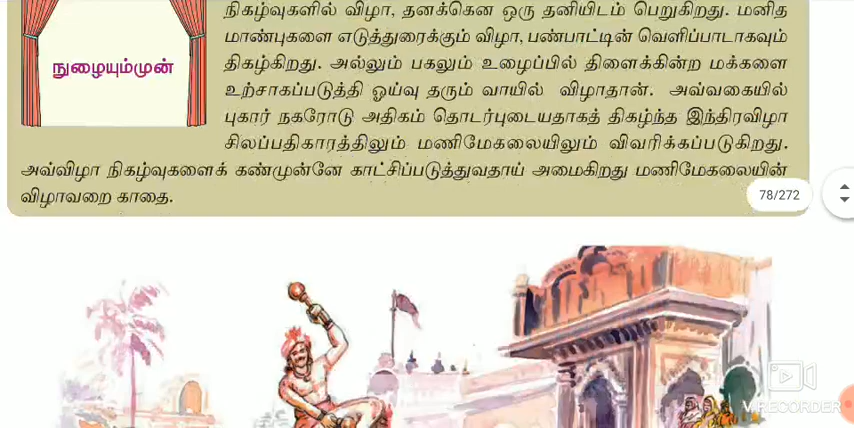 நிகழ்வுகளில் விழா, தனக்கென ஒரு தனியிடம் பெறுகிறது. மனித
மாண்புகளை எடுத்துரைக்கும் விழா, பண்பாட்டின் வெளிப்பாடாகவும்
நுழையும்முன்
திகழ்கிறது. அல்லும் பகலும் உழைப்பில் திளைக்கின்ற மக்களை
உற்சாகப்படுத்தி ஓய்வு தரும் வாயில் விழாதான். அவ்வகையில்
புகார் நகரோடு அதிகம் தொடர்புடையதாகத் திகழ்ந்த இந்திரவிழா
சிலப்பதிகாரத்திலும் மணிமேகலையிலும் விவரிக்கப்படுகிறது.
அவ்விழா நிகழ்வுகளைக் கண்முன்னே காட்சிப்படுத்துவதாய் அமைகிறது மணிமேகலையின்
விழாவறை காதை.
78/272
V RECORDER